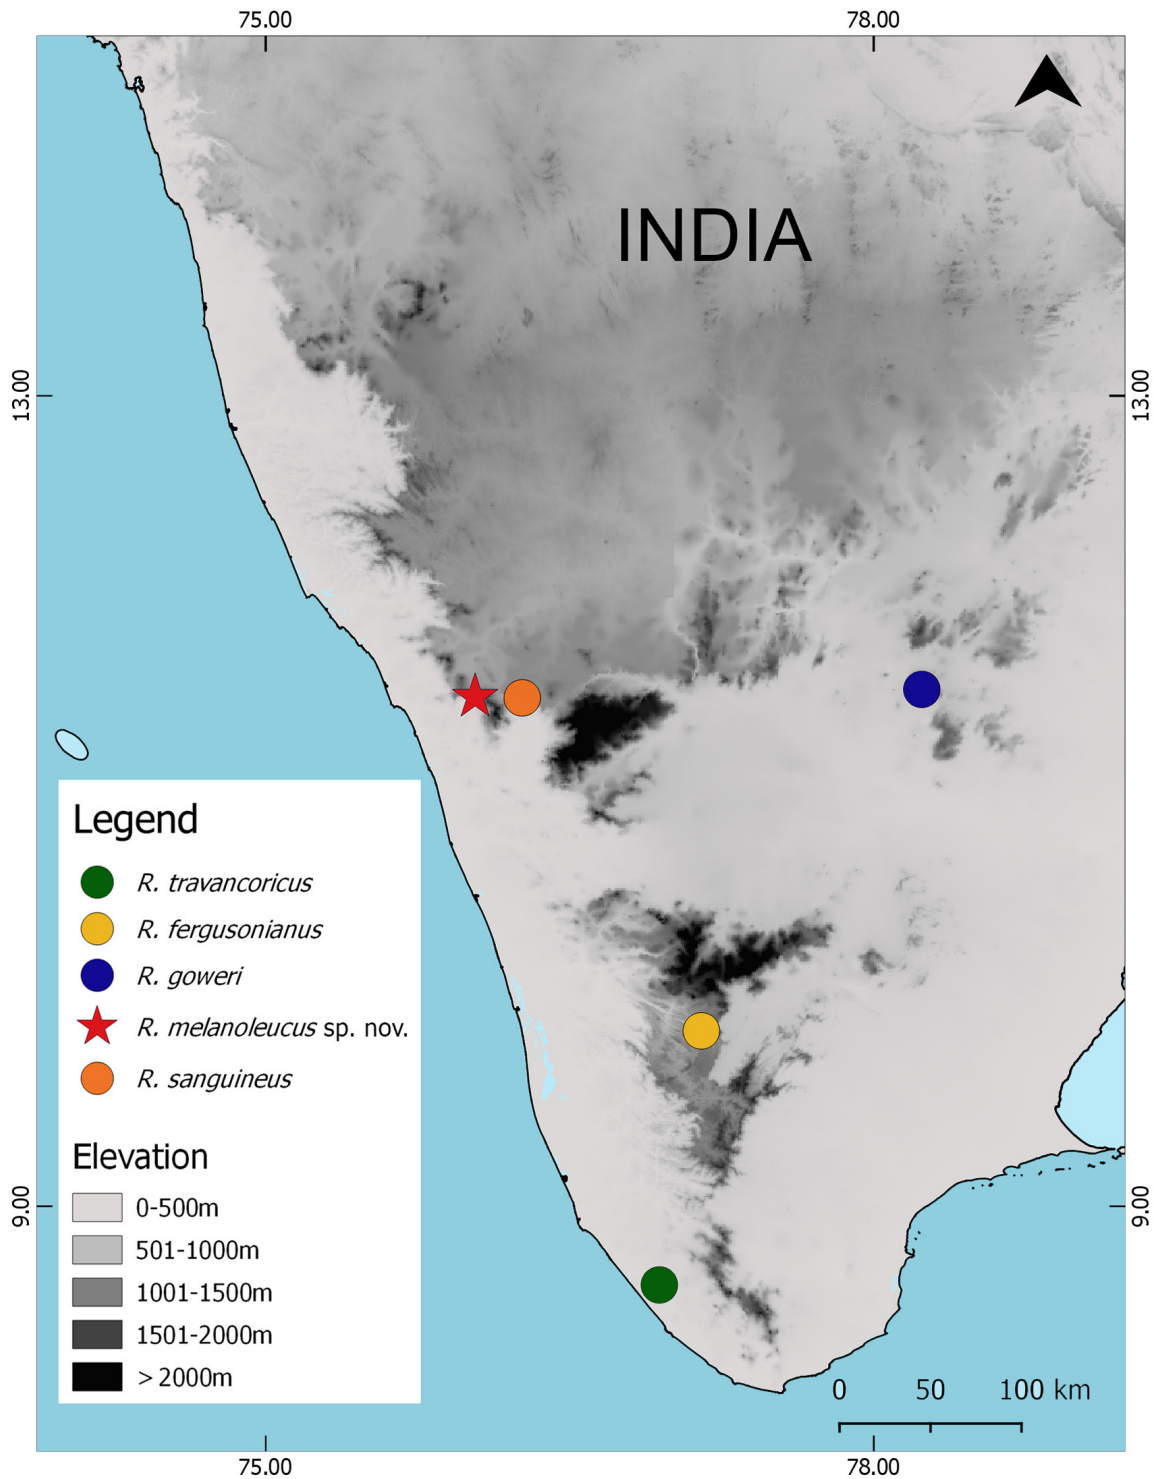 75.00
78.00
INDIA
13.00
13.00
Legend
R. travancoricus
R. fergusonianus
R. goweri
R. melanoleucus sp. nov.
R. sanguineus
Elevation
0-500m
501-1000m
1001-1500m
1501-2000m
> 2000m
9.00
9.00
0 50 100 km
75.00
78.00